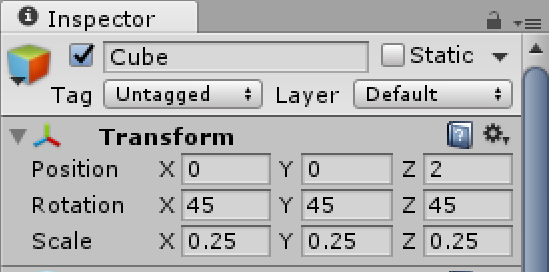 Inspector
Cube Static
Tag Untagged Layer Default
Transform
Position X 0 Y 0 Z 2
Rotation X 45 Y 45 Z 45
Scale X 0.25 Y 0.25 Z 0.25